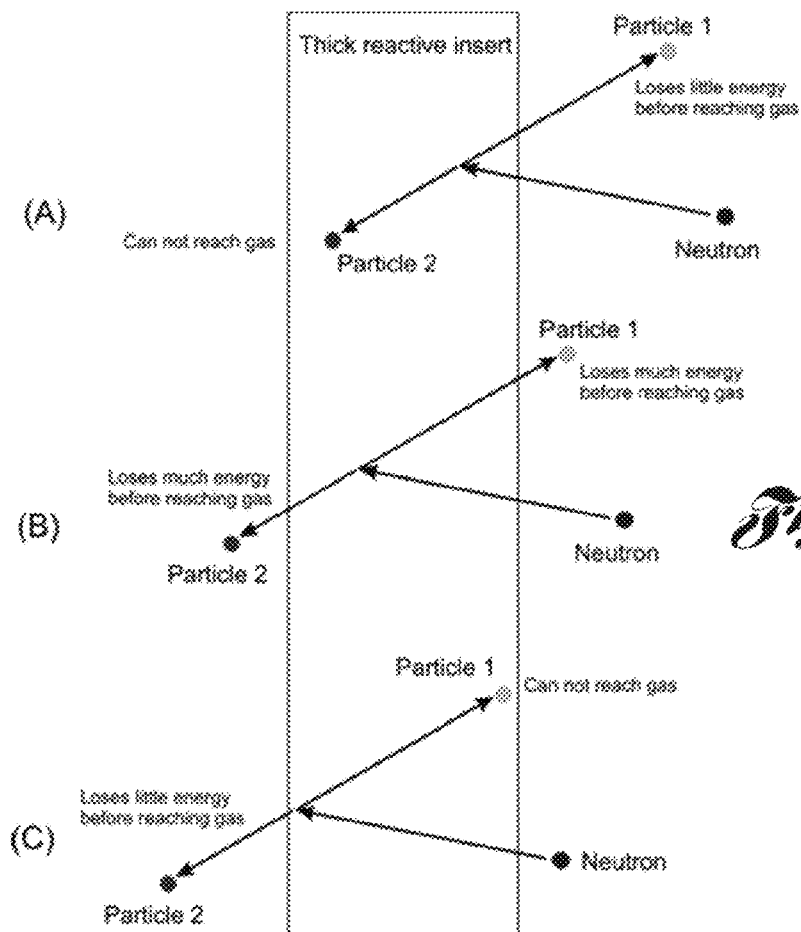 Thick reactive insert
Particle 1
Loses little energy
before reaching gas
(A)
Can not reach gas
Particle 2
Neutron
Particle 1
Loses much energy
before reaching gas
Loses much energy
before reaching gas
(B)
Particle 2
Neutron
Particle 1
Can not reach gas
Loses little energy
before reaching gas
(C)
Neutron
Particle 2